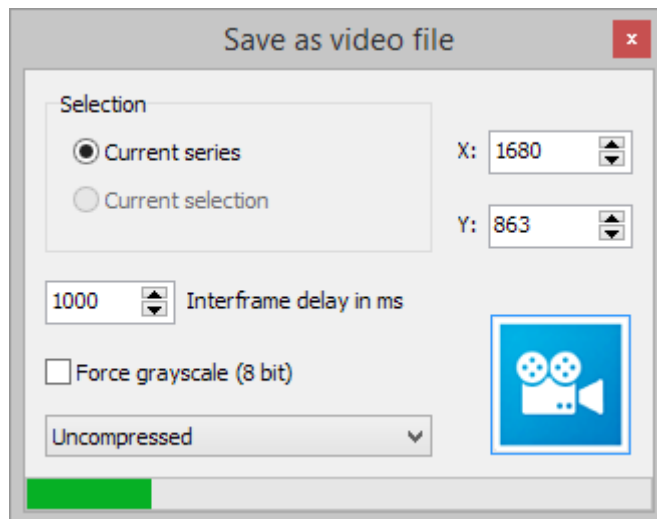 Save as video file
x
Selection
Current series
Current selection
X: 1680
Y: 863
1000 Interframe delay in ms
Force grayscale (8 bit)
Uncompressed